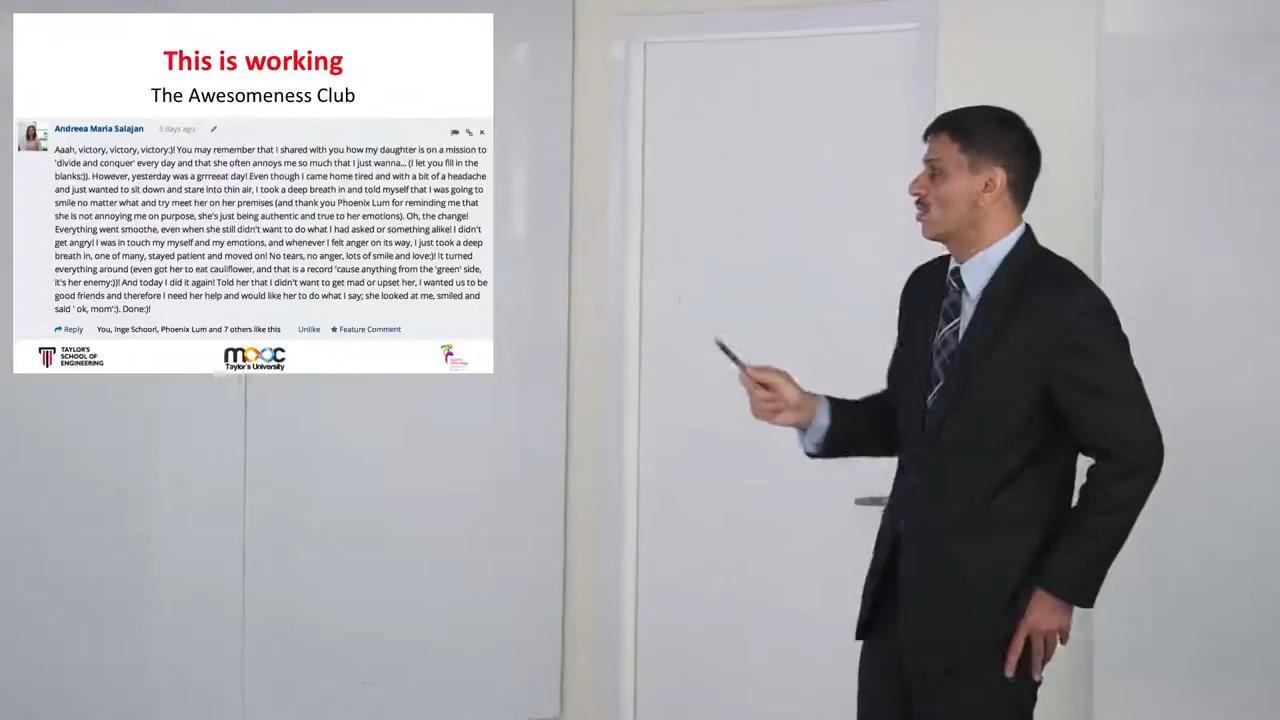 This is working
The Awesomeness Club
Andreea Maria Salajan 5 days ago
Aaah, victory, victory, victory:)! You may remember that I shared with you how my daughter is on a mission to
'divide and conquer' every day and that she often annoys me so much that I just wanna... (I let you fill in the
blanks:)). However, yesterday was a grrreeat day! Even though I came home tired and with a bit of a headache
and just wanted to sit down and stare into thin air, I took a deep breath in and told myself that I was going to
smile no matter what and try meet her on her premises (and thank you Phoenix Lum for reminding me that
she is not annoying me on purpose, she's just being authentic and true to her emotions). Oh, the change!
Everything went smoothe, even when she still didn't want to do what I had asked or something alike! I didn't
get angry! I was in touch my myself and my emotions, and whenever I felt anger on its way, I just took a deep
breath in, one of many, stayed patient and moved on! No tears, no anger, lots of smile and love:)! It turned
everything around (even got her to eat cauliflower, and that is a record 'cause anything from the 'green' side,
it's her enemy:))! And today I did it again! Told her that I didn't want to get mad or upset her, I wanted us to be
good friends and therefore I need her help and would like her to do what I say; she looked at me, smiled and
said ' ok, mom':). Done:)!
Reply You, Inge Schoorl, Phoenix Lum and 7 others like this Unlike Feature Comment
TAYLOR'S
SCHOOL OF
ENGINEERING
mooc
Taylor's University